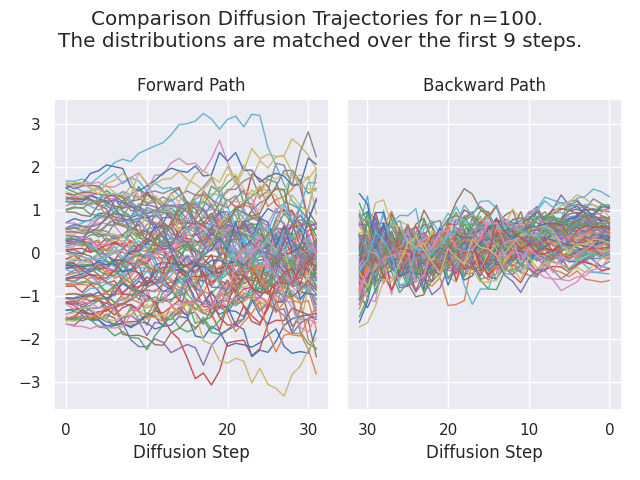 Comparison Diffusion Trajectories for n=100.
The distributions are matched over the first 9 steps.
Forward Path
Backward Path
3
2
1
0
−1
−2
−3
0 10 20 30
30 20 10 0
Diffusion Step
Diffusion Step